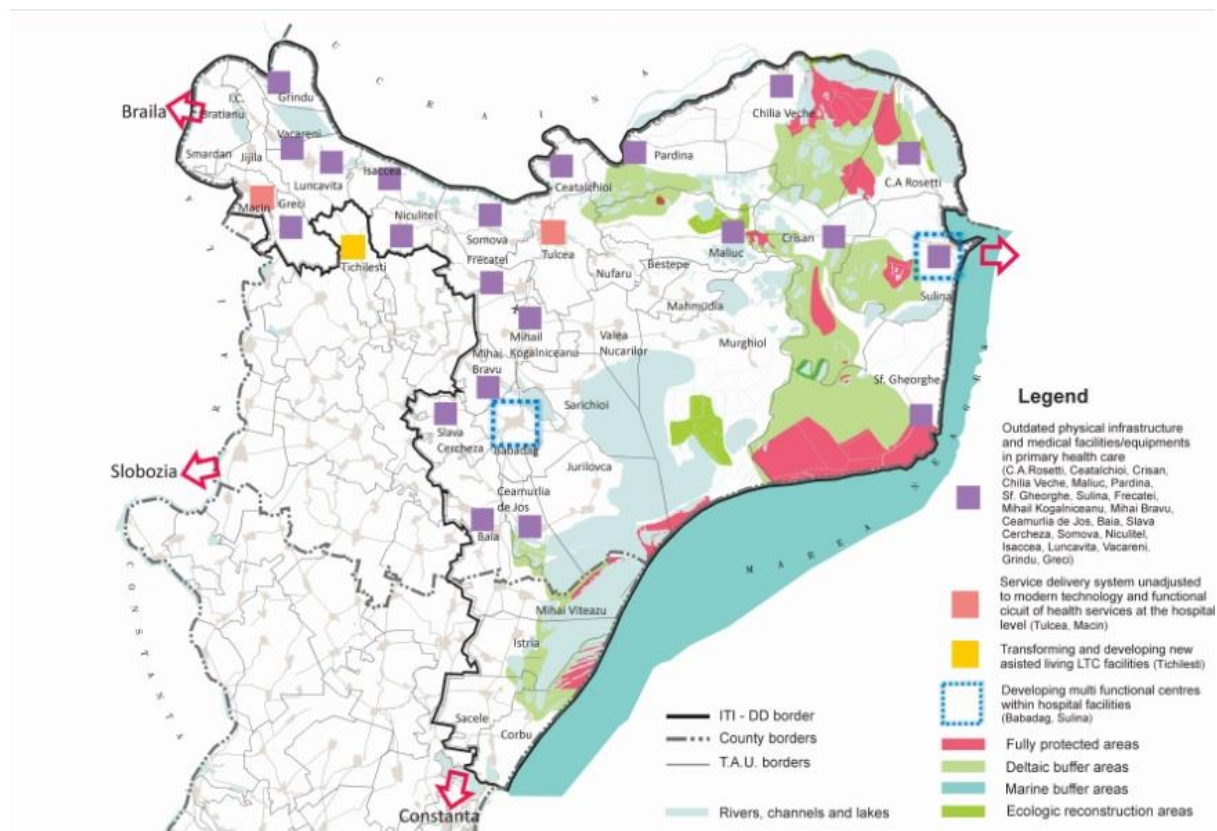 U C R A I N A
Braila
I.C.
Bratianu
Grindu
Smardan
Jijila
Vacareni
Luncavita
Isaccea
Macin
Greci
Niculitel
Tichilesti
Somova
Frecatei
Tulcea
Ceatalchioi
Pardina
Chilia Veche
C.A Rosetti
Nufaru
Bestepe
Maliuc
Crisan
Sulina
Mahmudia
Mihail
Kogalniceanu
Valea
Nucarilor
Murghiol
Mihai
Bravu
Sarichioi
Sf. Gheorghe
Slava
Cercheza
Babadag
Jurilovca
Slobozia
Ceamurlia
de Jos
Baia
Mihai Viteazu
Istria
Sacele
Corbu
Constanta
C O N S T A N T A
M A R E A N E A G R A
ITI - DD border
County borders
T.A.U. borders
Rivers, channels and lakes
Legend
Outdated physical infrastructure
and medical facilities/equipments
in primary health care
(C.A.Rosetti, Ceatalchioi, Crisan,
Chilia Veche, Maliuc, Pardina,
Sf. Gheorghe, Sulina, Frecatei,
Mihail Kogalniceanu, Mihai Bravu,
Ceamurlia de Jos, Baia, Slava
Cercheza, Somova, Niculitel,
Isaccea, Luncavita, Vacareni,
Grindu, Greci)
Service delivery system unadjusted
to modern technology and functional
cicuit of health services at the hospital
level (Tulcea, Macin)
Transforming and developing new
asisted living LTC facilities (Tichilesti)
Developing multi functional centres
within hospital facilities
(Babadag, Sulina)
Fully protected areas
Deltaic buffer areas
Marine buffer areas
Ecologic reconstruction areas